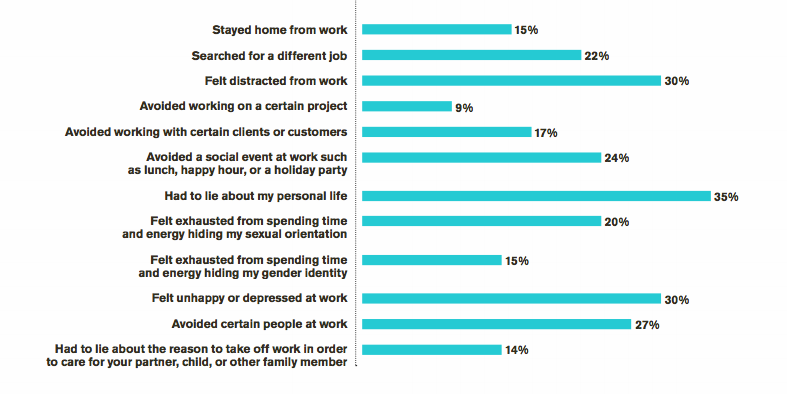 Stayed home from work 15%
Searched for a different job 22%
Felt distracted from work 30%
Avoided working on a certain project 9%
Avoided working with certain clients or customers 17%
Avoided a social event at work such
as lunch, happy hour, or a holiday party 24%
Had to lie about my personal life 35%
Felt exhausted from spending time 20%
and energy hiding my sexual orientation
Felt exhausted from spending time 15%
and energy hiding my gender identity
Felt unhappy or depressed at work 30%
Avoided certain people at work 27%
Had to lie about the reason to take off work in order 14%
to care for your partner, child, or other family member